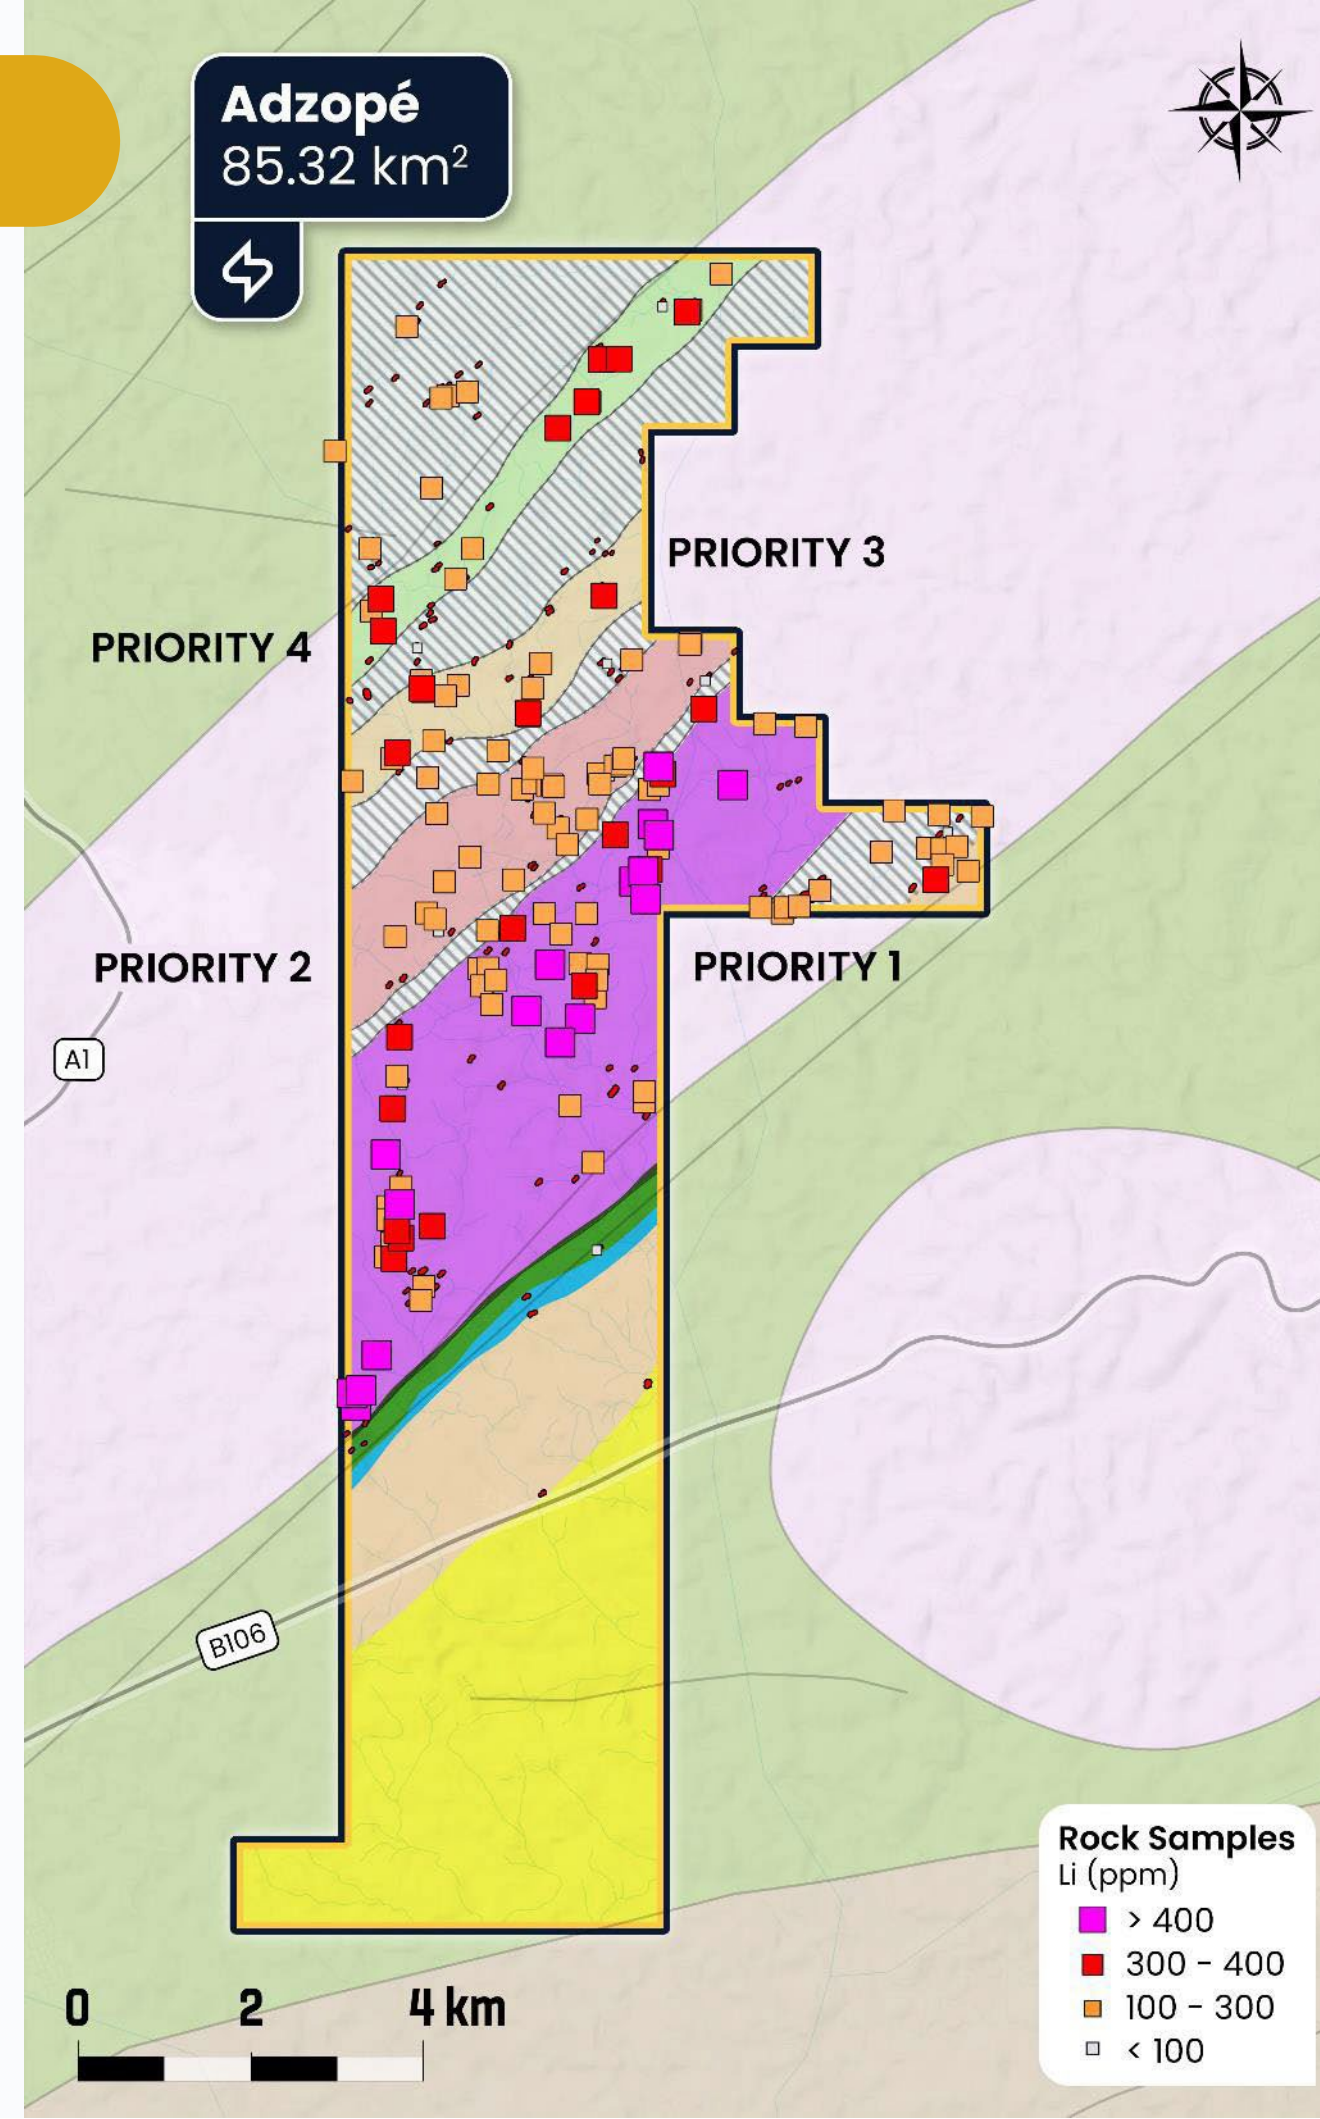 Adzopé
85.32 km²
PRIORITY 3
PRIORITY 4
PRIORITY 2
PRIORITY 1
A1
B106
Rock Samples
Li (ppm)
> 400
300 - 400
100 - 300
< 100
0 2 4 km